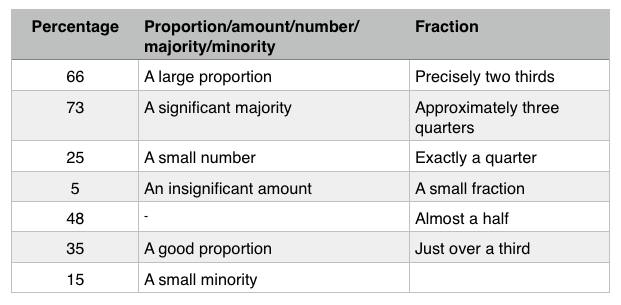 Percentage Proportion/amount/number/ Fraction
majority/minority
66 A large proportion Precisely two thirds
73 A significant majority Approximately three
quarters
25 A small number Exactly a quarter
5 An insignificant amount A small fraction
48 - Almost a half
35 A good proportion Just over a third
15 A small minority